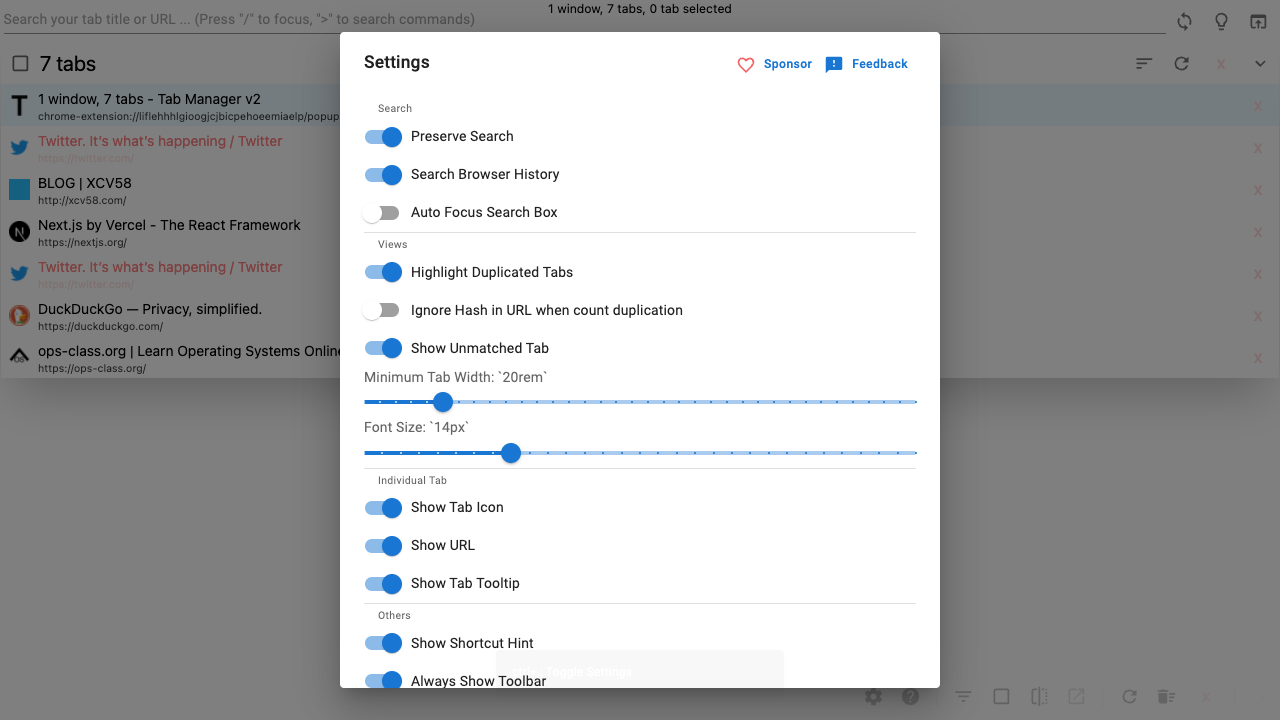 1 window, 7 tabs, 0 tab selected
Search your tab title or URL ... (Press "/" to focus, ">" to search commands)
7 tabs
x
1 window, 7 tabs - Tab Manager v2
chrome-extension://liflehhhlgioogjcjbicpehoeemiaelp/popup
x
Twitter. It's what's happening / Twitter
https://twitter.com/
x
BLOG | XCV58
http://xcv58.com/
x
Next.js by Vercel - The React Framework
https://nextjs.org/
x
Twitter. It's what's happening / Twitter
https://twitter.com/
x
DuckDuckGo — Privacy, simplified.
https://duckduckgo.com/
x
ops-class.org | Learn Operating Systems Online
https://ops-class.org/
x
Settings
Sponsor
Feedback
Search
Preserve Search
Search Browser History
Auto Focus Search Box
Views
Highlight Duplicated Tabs
Ignore Hash in URL when count duplication
Show Unmatched Tab
Minimum Tab Width: `20rem`
Font Size: `14px`
Individual Tab
Show Tab Icon
Show URL
Show Tab Tooltip
Others
Show Shortcut Hint
Toggle Settings
Always Show Toolbar
x